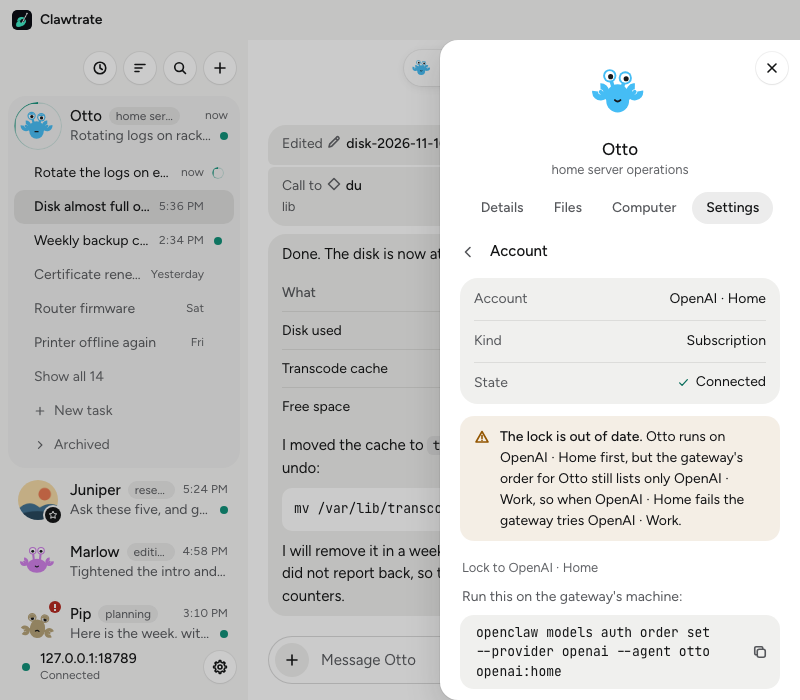 Clawtrate
Otto home ser... now
Rotating logs on rack...
Rotate the logs on e... now
Disk almost full o... 5:36 PM
Weekly backup c... 2:34 PM
Certificate rene... Yesterday
Router firmware Sat
Printer offline again Fri
Show all 14
+ New task
Archived
Juniper rese... 5:24 PM
Ask these five, and g...
Marlow editi... 4:58 PM
Tightened the intro and...
Pip planning 3:10 PM
Here is the week. wit...
127.0.0.1:18789
Connected
Edited disk-2026-11-1
Call to du
lib
Done. The disk is now at
What
Disk used
Transcode cache
Free space
I moved the cache to t
undo:
mv /var/lib/transco
I will remove it in a week
did not report back, so t
counters.
Message Otto
Otto
home server operations
Details Files Computer Settings
Account
Account OpenAI · Home
Kind Subscription
State Connected
The lock is out of date. Otto runs on
OpenAI · Home first, but the gateway's
order for Otto still lists only OpenAI ·
Work, so when OpenAI · Home fails the
gateway tries OpenAI · Work.
Lock to OpenAI · Home
Run this on the gateway's machine:
openclaw models auth order set
--provider openai --agent otto
openai:home